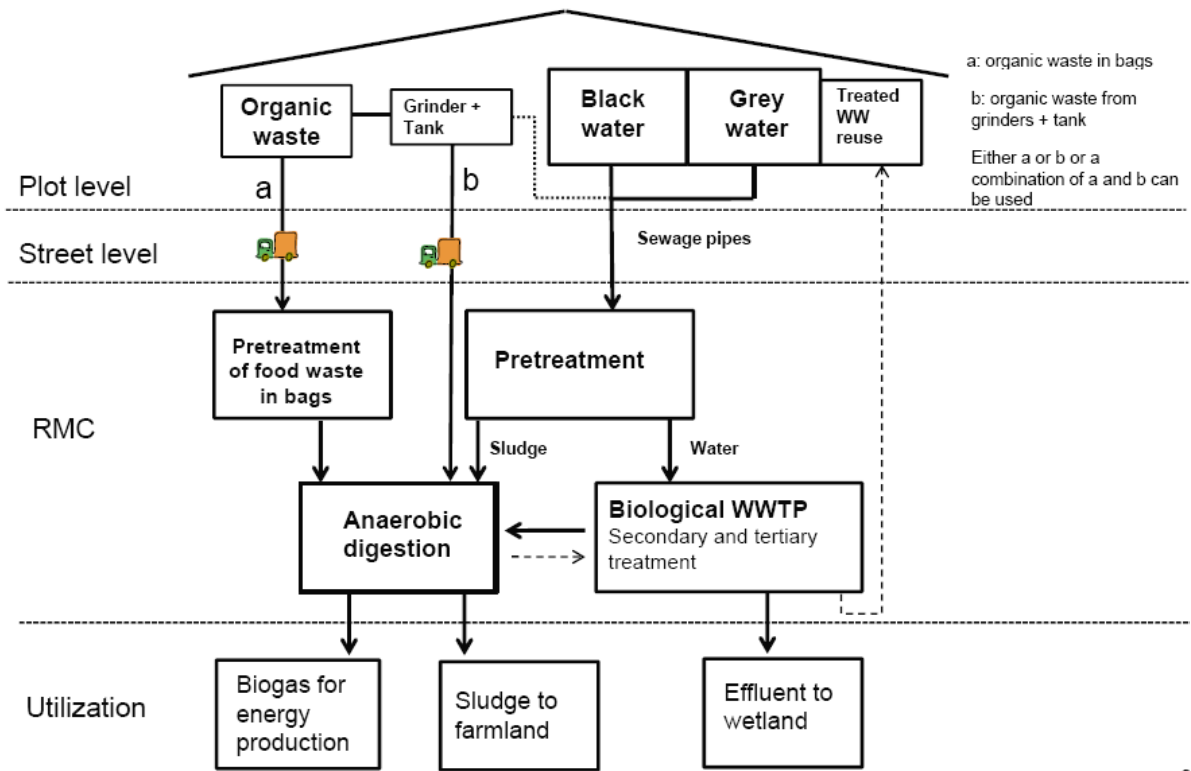 Organic
waste
Grinder +
Tank
Black
water
Grey
water
Treated
WW
reuse
a: organic waste in bags
b: organic waste from
grinders + tank
Either a or b or a
combination of a and b can
be used
Plot level
a
b
Street level
Sewage pipes
Pretreatment
of food waste
in bags
Pretreatment
RMC
Sludge
Water
Anaerobic
digestion
Biological WWTP
Secondary and tertiary
treatment
Utilization
Biogas for
energy
production
Sludge to
farmland
Effluent to
wetland